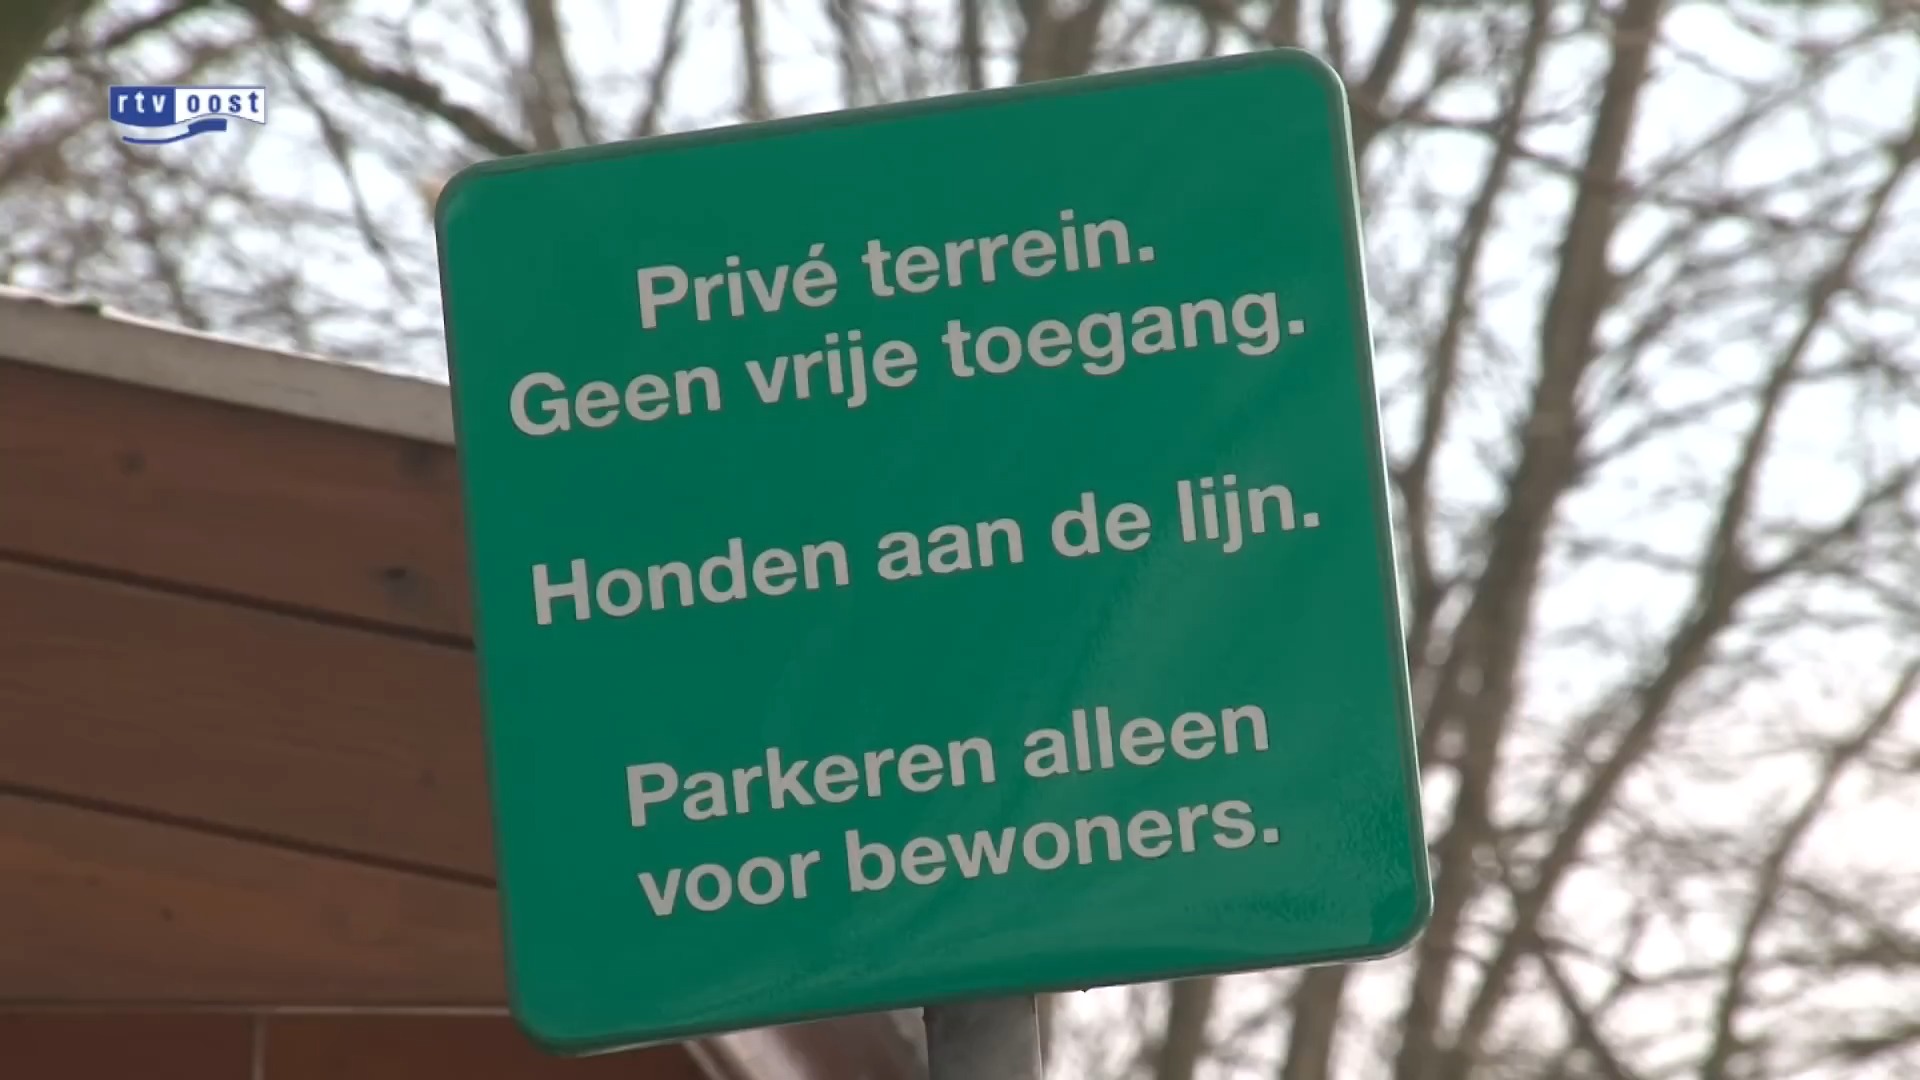 rtv oost
Privé terrein.
Geen vrije toegang.
Honden aan de lijn.
Parkeren alleen
voor bewoners.